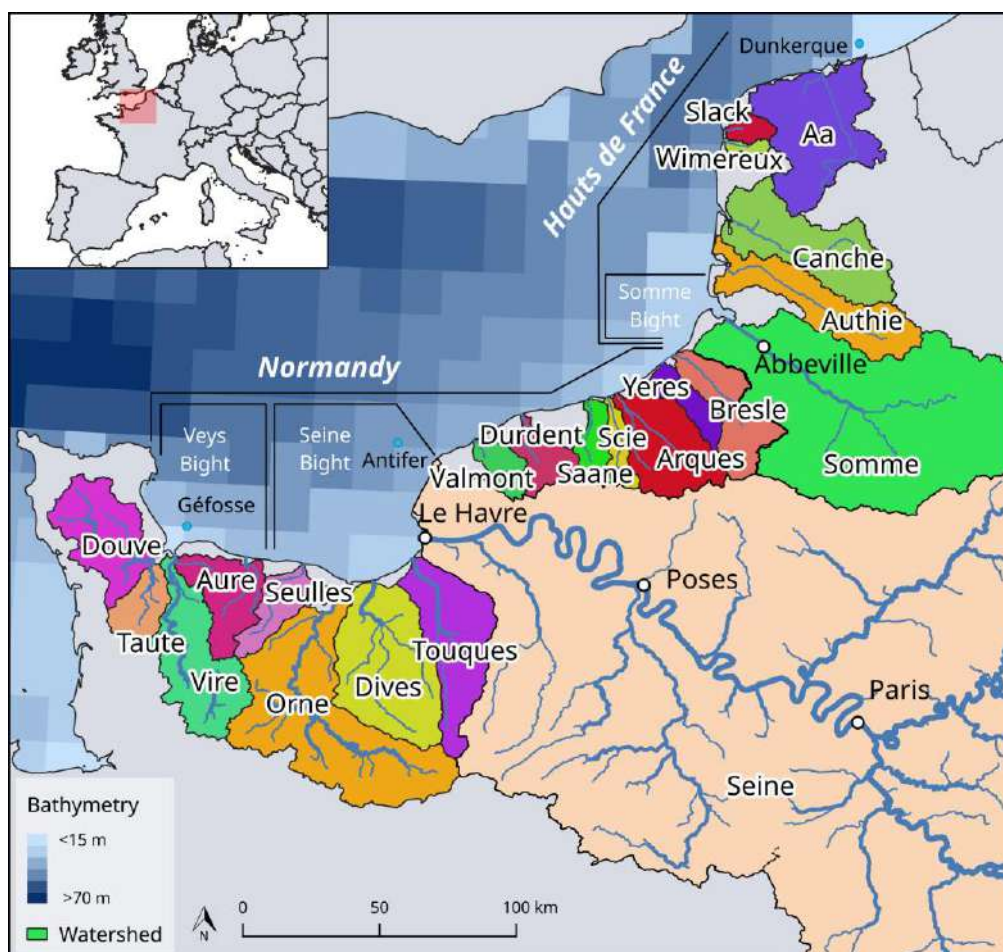 Dunkerque
Hauts de France
Slack
Aa
Wimereux
Canche
Somme
Bight
Authie
Abbeville
Normandy
Yeres
Bresle
Veys
Bight
Seine
Bight
Antifer
Durdent
Scie
Saane
Arques
Somme
Valmont
Géfosse
Le Havre
Douve
Aure
Seulles
Poses
Taute
Touques
Vire
Orne
Dives
Paris
Seine
Bathymetry
<15 m
>70 m
Watershed
N
0 50 100 km